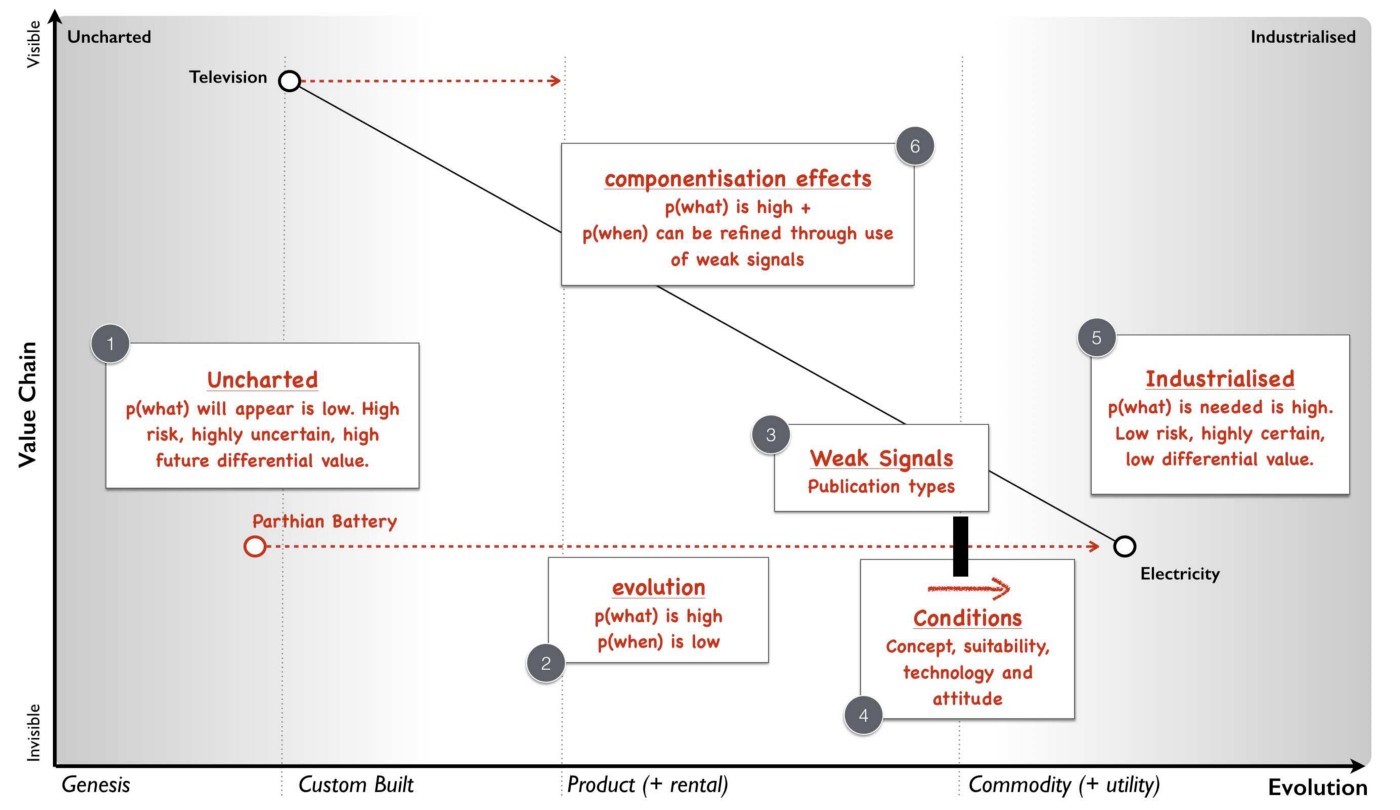 Visible
Uncharted
Industrialised
Television
6
componentisation effects
p(what) is high +
p(when) can be refined through use
of weak signals
1
Uncharted
p(what) will appear is low. High
risk, highly uncertain, high
future differential value.
5
Industrialised
p(what) is needed is high.
Low risk, highly certain,
low differential value.
Value Chain
3
Weak Signals
Publication types
Parthian Battery
Electricity
evolution
p(what) is high
p(when) is low
2
Conditions
Concept, suitability,
technology and
attitude
4
Invisible
Genesis
Custom Built
Product (+ rental)
Commodity (+ utility)
Evolution